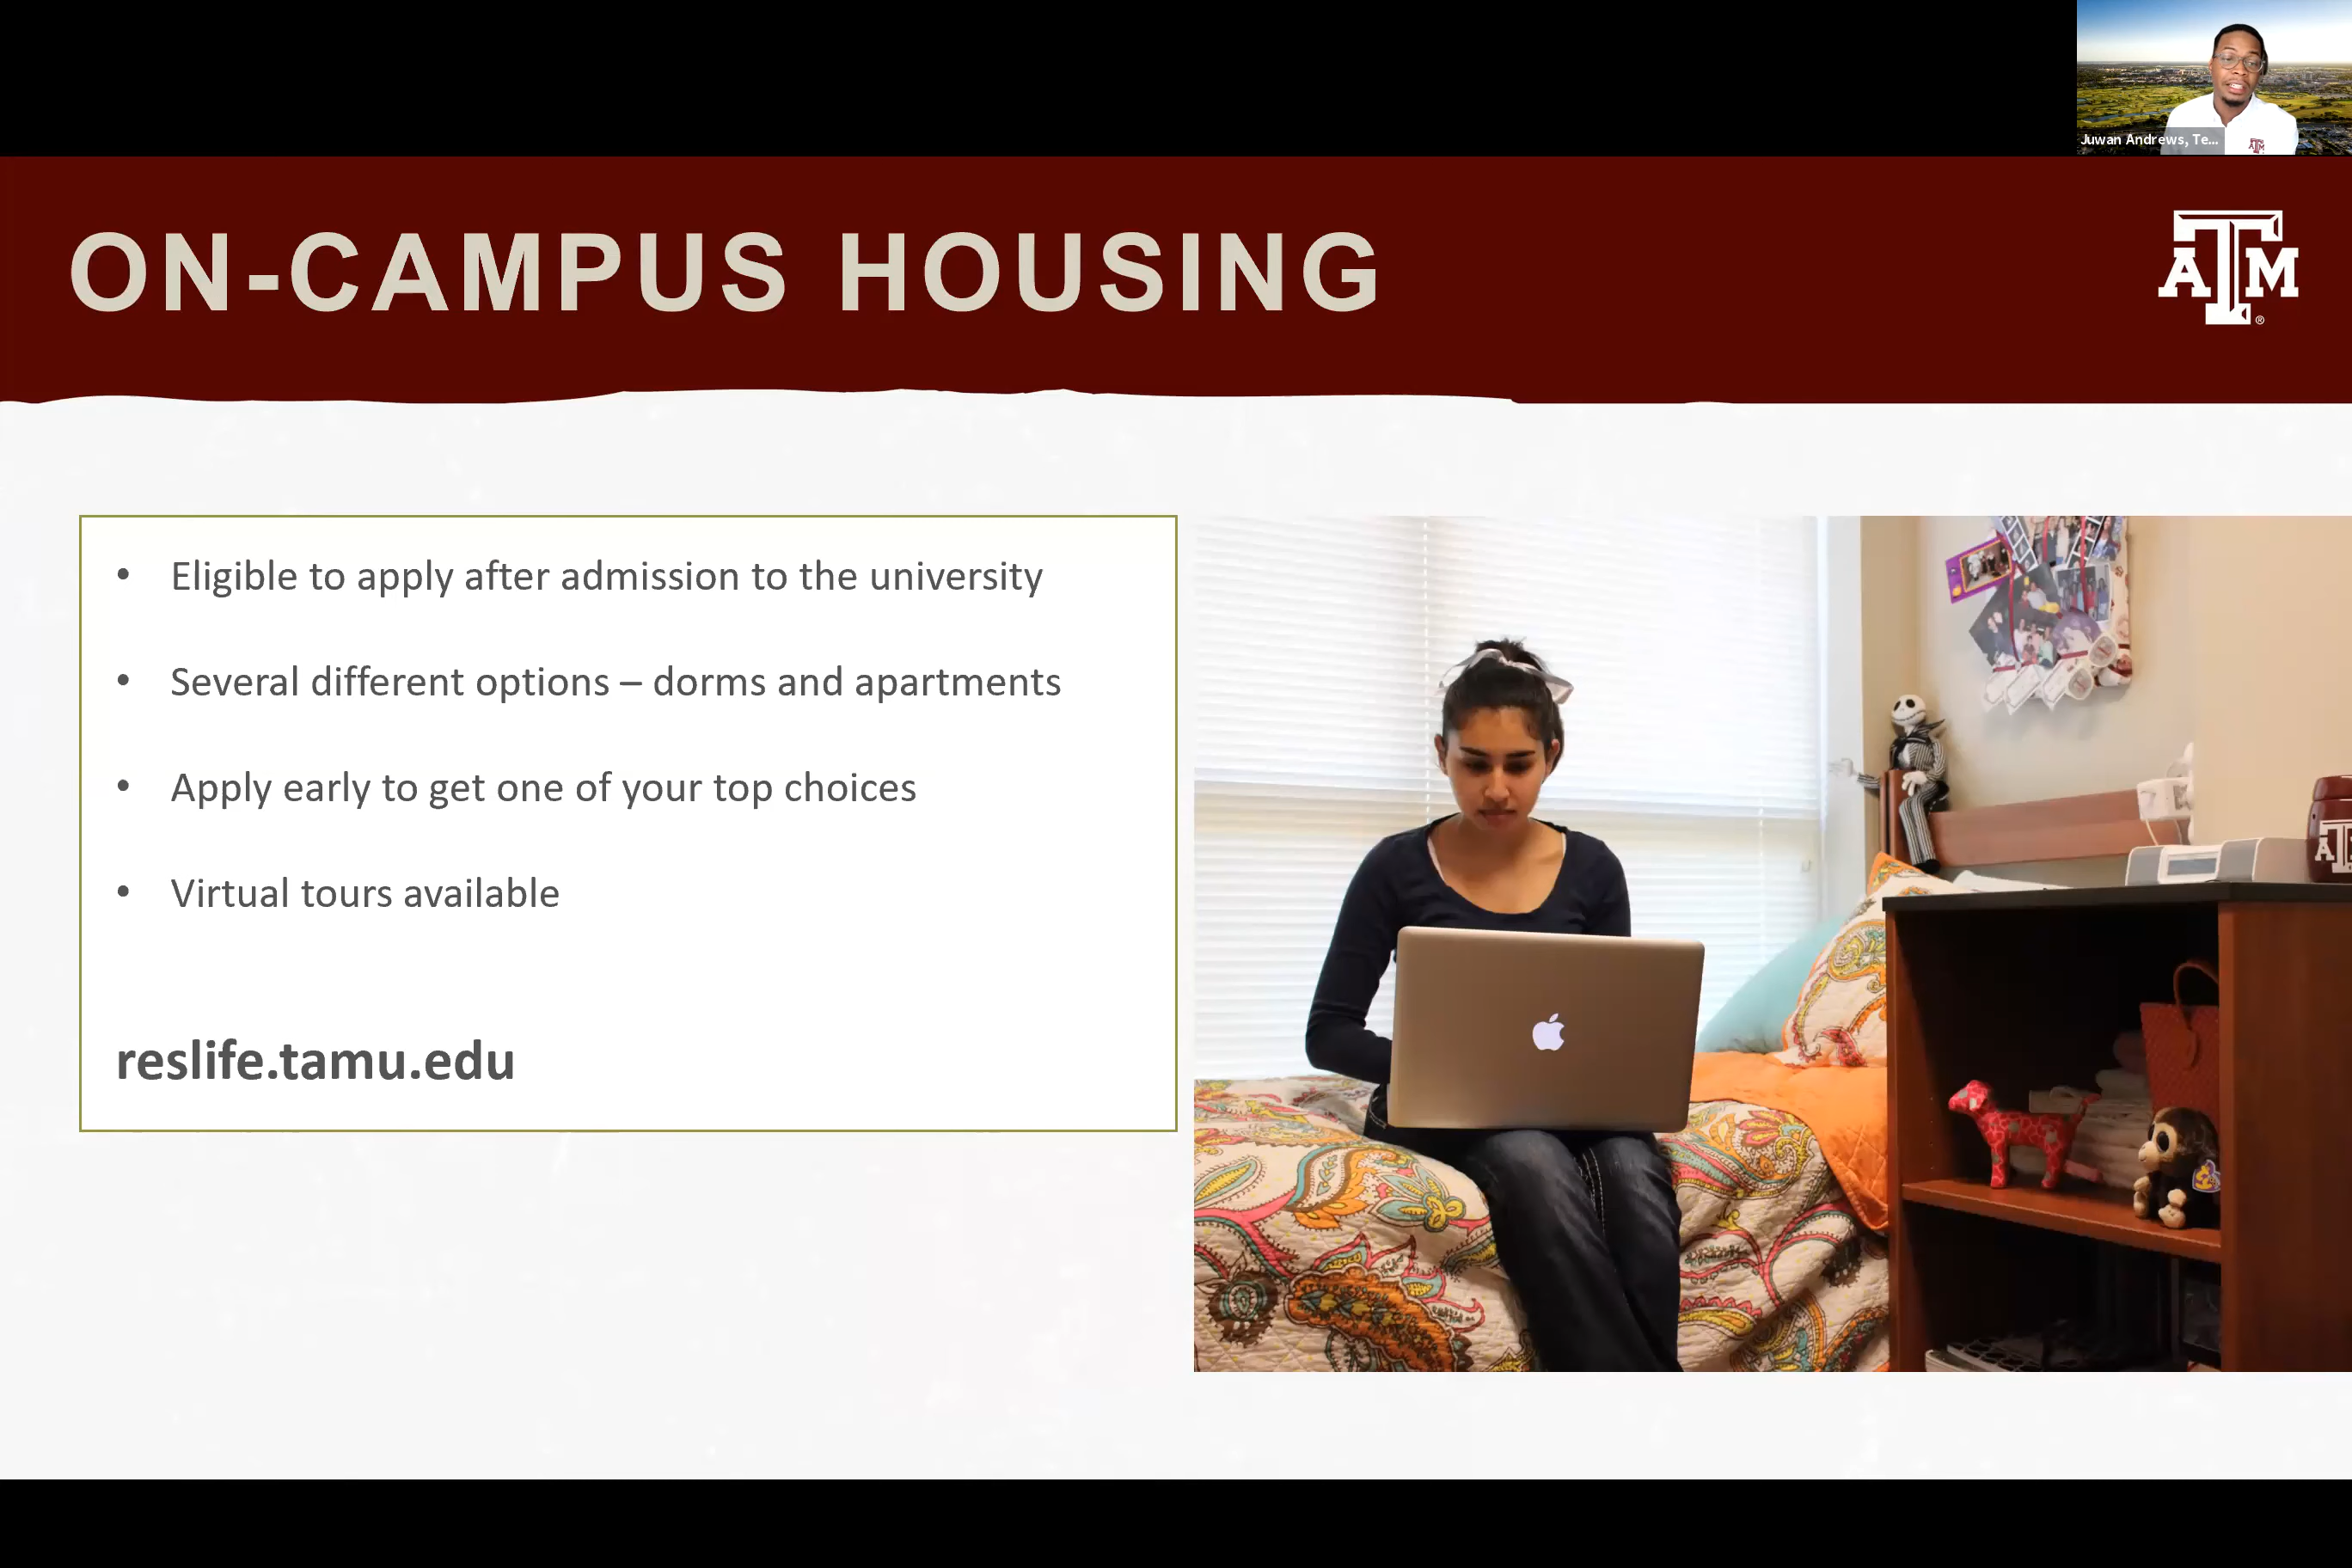 Juwan Andrews, Te...
ON-CAMPUS HOUSING
ATM
®
• Eligible to apply after admission to the university
• Several different options – dorms and apartments
• Apply early to get one of your top choices
• Virtual tours available
reslife.tamu.edu